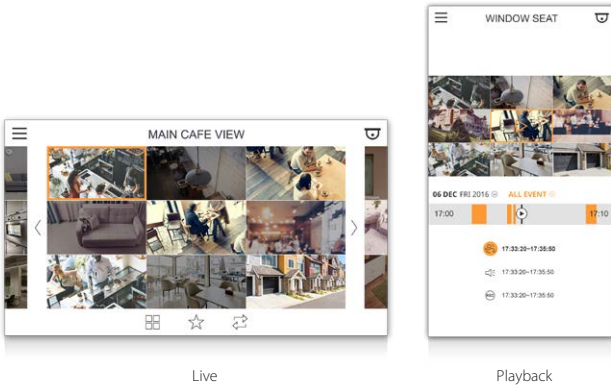 MAIN CAFE VIEW
Live
WINDOW SEAT
06 DEC FRI 2016 ALL EVENT
17:00 17:10
17:33:20~17:35:50
17:33:20~17:35:50
17:33:20~17:35:50
Playback